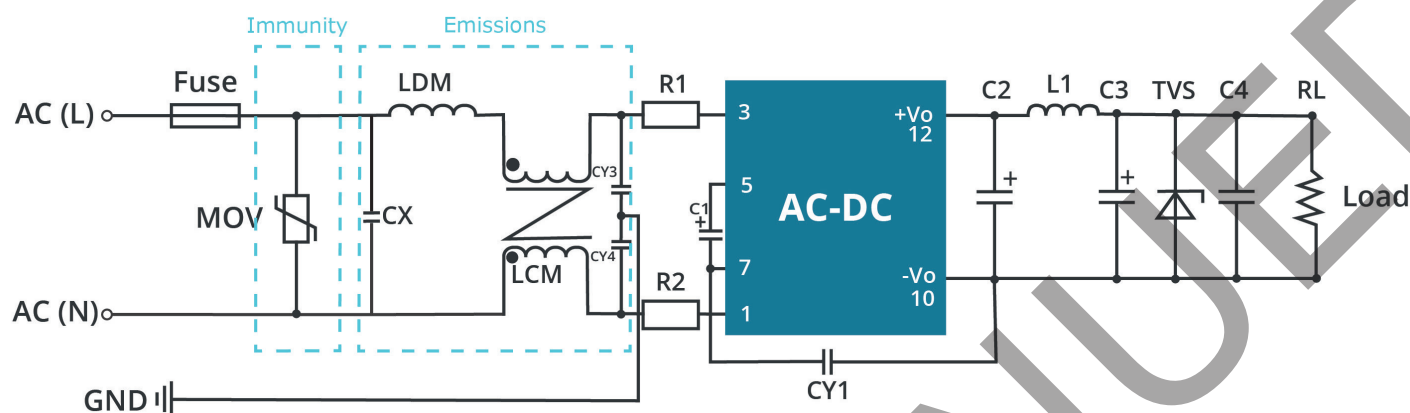 Immunity
Emissions
Fuse
LDM
R1
C2
L1
C3
TVS
C4
RL
AC (L)
3
+Vo
12
CY3
5
AC-DC
Load
MOV
CX
C1
+
+
+
CY4
LCM
7
-Vo
10
R2
AC (N)
1
CY1
GND